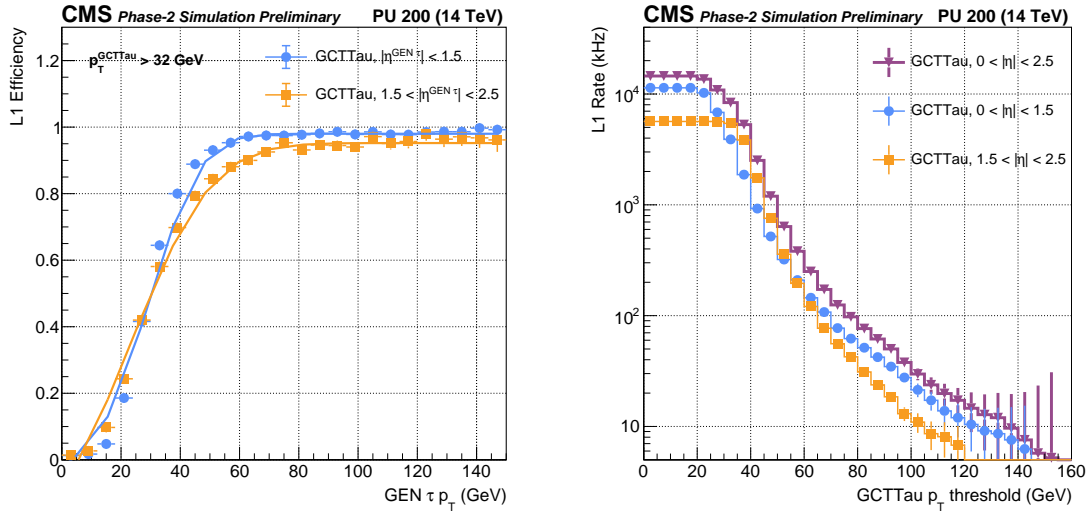 CMS Phase-2 Simulation Preliminary PU 200 (14 TeV)
L1 Efficiency
1.2
1
0.8
0.6
0.4
0.2
0
p_T^GCTTau > 32 GeV
GCTTau, |η^GEN τ| < 1.5
GCTTau, 1.5 < |η^GEN τ| < 2.5
0 20 40 60 80 100 120 140
GEN τ p_T (GeV)
CMS Phase-2 Simulation Preliminary PU 200 (14 TeV)
L1 Rate (kHz)
10^4
10^3
10^2
10
GCTTau, 0 < |η| < 2.5
GCTTau, 0 < |η| < 1.5
GCTTau, 1.5 < |η| < 2.5
0 20 40 60 80 100 120 140 160
GCTTau p_T threshold (GeV)